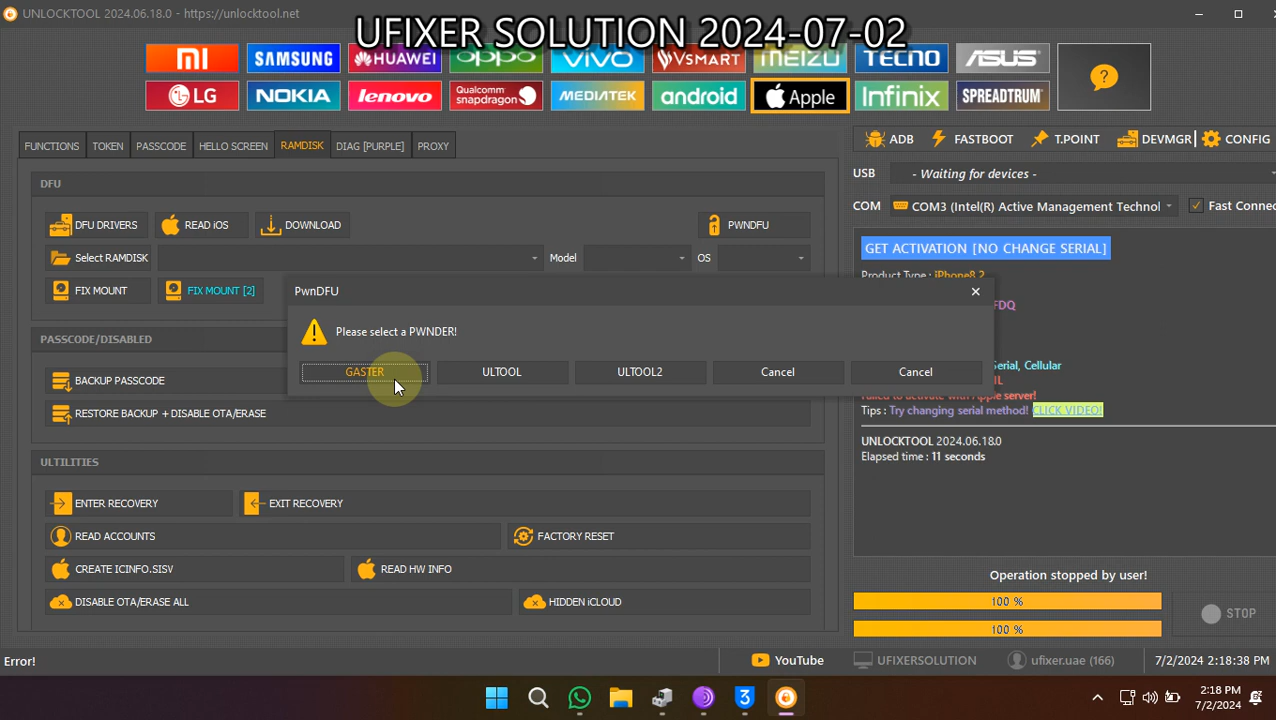 UNLOCKTOOL 2024.06.18.0 - https://unlocktool.net
UFIXER SOLUTION 2024-07-02
mi SAMSUNG HUAWEI oppo vivo VSMART MEIZU TECNO ASUS
LG NOKIA lenovo Qualcomm snapdragon MEDIATEK android Apple Infinix SPREADTRUM
?
FUNCTIONS TOKEN PASSCODE HELLO SCREEN RAMDISK DIAG [PURPLE] PROXY
ADB FASTBOOT T.POINT DEVMGR CONFIG
USB - Waiting for devices -
COM COM3 (Intel(R) Active Management Technol Fast Connec
DFU
DFU DRIVERS READ iOS DOWNLOAD PWNDFU
Select RAMDISK Model OS
FIX MOUNT FIX MOUNT [2]
PwnDFU
Please select a PWNDER!
GASTER ULTOOL ULTOOL2 Cancel Cancel
PASSCODE/DISABLED
BACKUP PASSCODE
RESTORE BACKUP + DISABLE OTA/ERASE
ULTILITIES
ENTER RECOVERY EXIT RECOVERY
READ ACCOUNTS FACTORY RESET
CREATE ICINFO.SISV READ HW INFO
DISABLE OTA/ERASE ALL HIDDEN iCLOUD
GET ACTIVATION [NO CHANGE SERIAL]
Product Type : iPhone8,2
FDQ
Serial, Cellular
Failed to activate with Apple server!
Tips : Try changing serial method! CLICK VIDEO!
UNLOCKTOOL 2024.06.18.0
Elapsed time : 11 seconds
Operation stopped by user!
100 %
100 %
STOP
Error! YouTube UFIXERSOLUTION ufixer.uae (166) 7/2/2024 2:18:38 PM
3
2:18 PM
7/2/2024